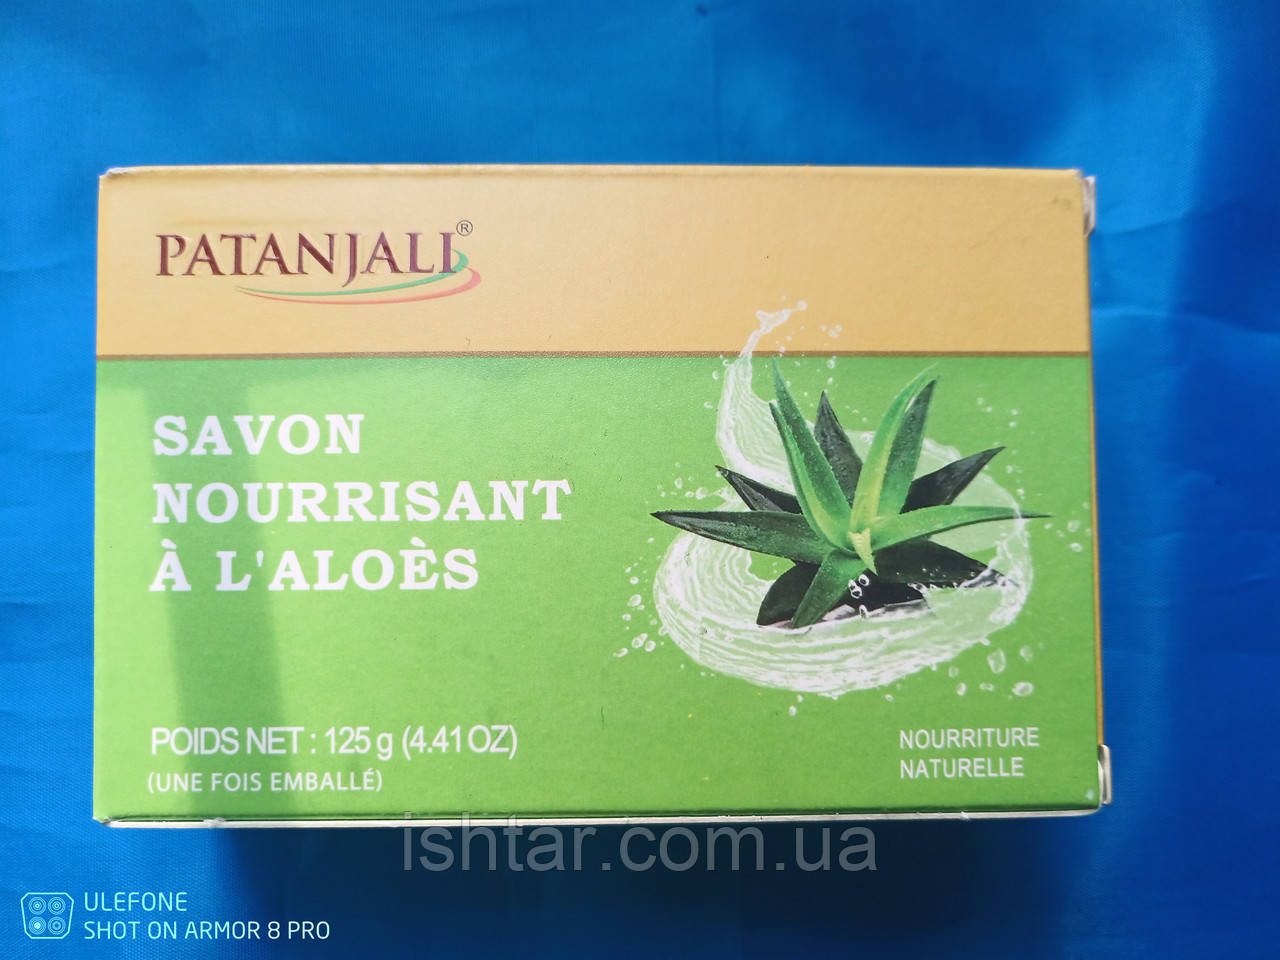 PATANJALI®
SAVON
NOURRISANT
À L'ALOÈS
POIDS NET : 125 g (4.41 OZ)
(UNE FOIS EMBALLÉ)
NOURRITURE
NATURELLE
ishtar.com.ua
ULEFONE
SHOT ON ARMOR 8 PRO